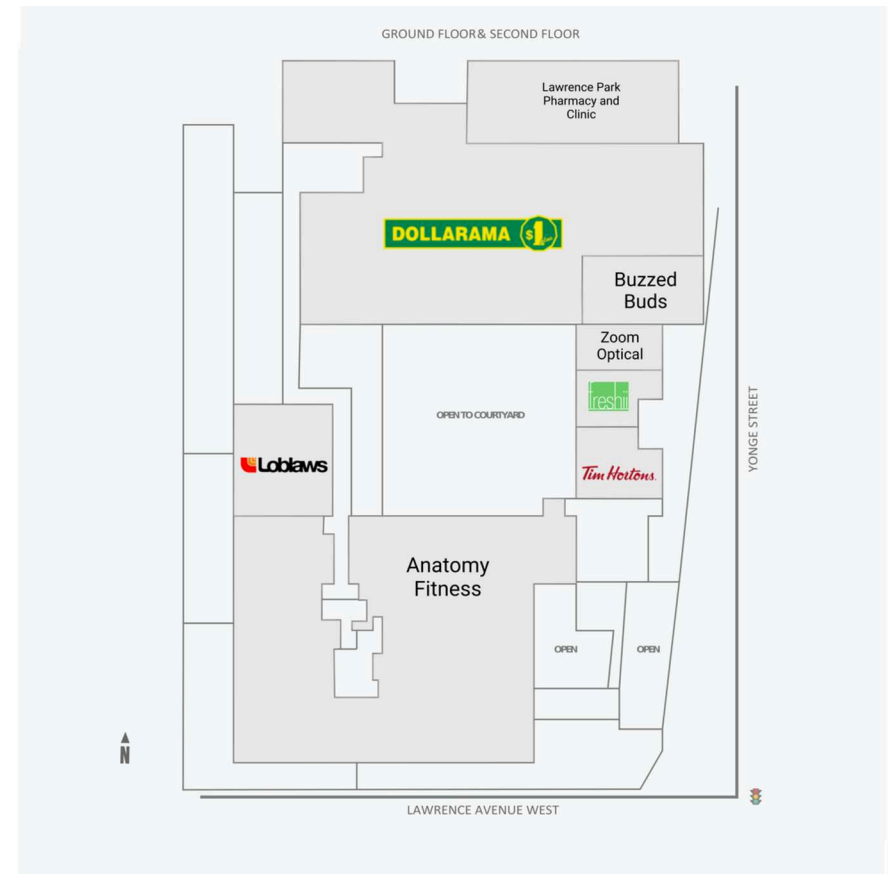 GROUND FLOOR & SECOND FLOOR
Lawrence Park
Pharmacy and
Clinic
DOLLARAMA $1
Buzzed
Buds
Zoom
Optical
freshii
OPEN TO COURTYARD
YONGE STREET
Loblaws
Tim Hortons.
Anatomy
Fitness
OPEN
OPEN
N
LAWRENCE AVENUE WEST